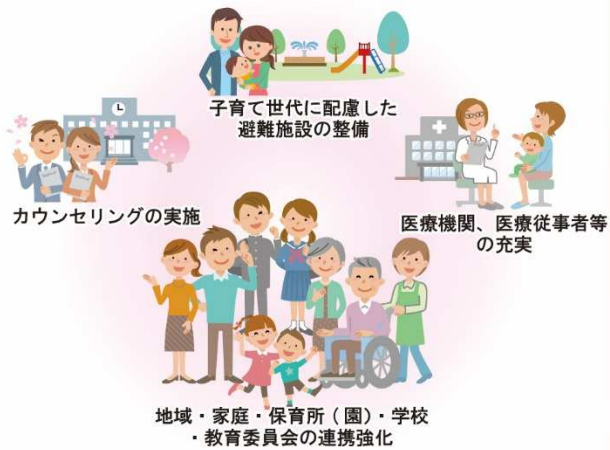 子育て世代に配慮した
避難施設の整備
カウンセリングの実施
医療機関、医療従事者等
の充実
地域・家庭・保育所(園)・学校
・教育委員会の連携強化